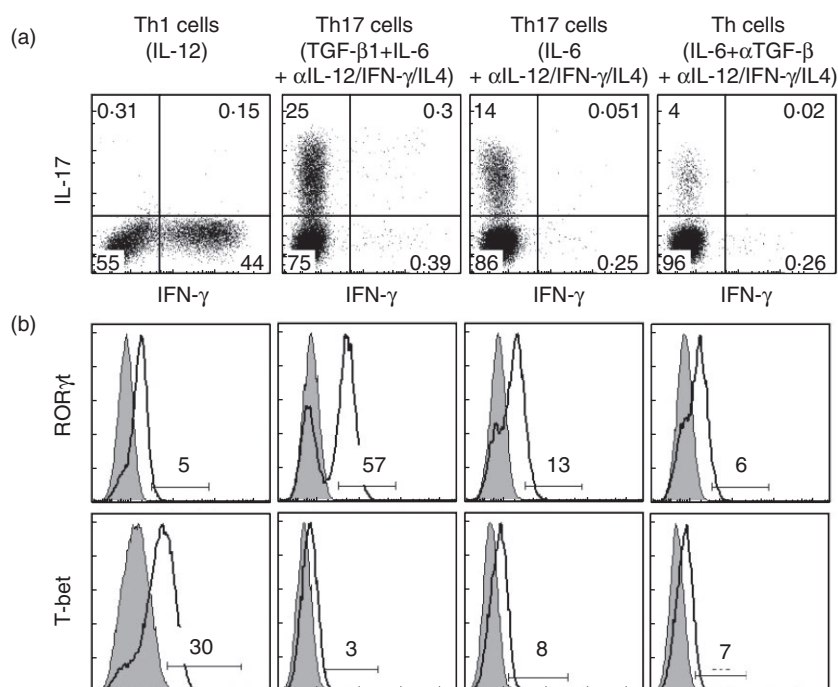 (a)
Th1 cells
(IL-12)
Th17 cells
(TGF-β1+IL-6
+ αIL-12/IFN-γ/IL4)
Th17 cells
(IL-6
+ αIL-12/IFN-γ/IL4)
Th cells
(IL-6+αTGF-β
+ αIL-12/IFN-γ/IL4)
IL-17
0·31 0·15
55 44
25 0·3
75 0·39
14 0·051
86 0·25
4 0·02
96 0·26
IFN-γ IFN-γ IFN-γ IFN-γ
(b)
RORγt
5 57 13 6
T-bet
30 3 8 7